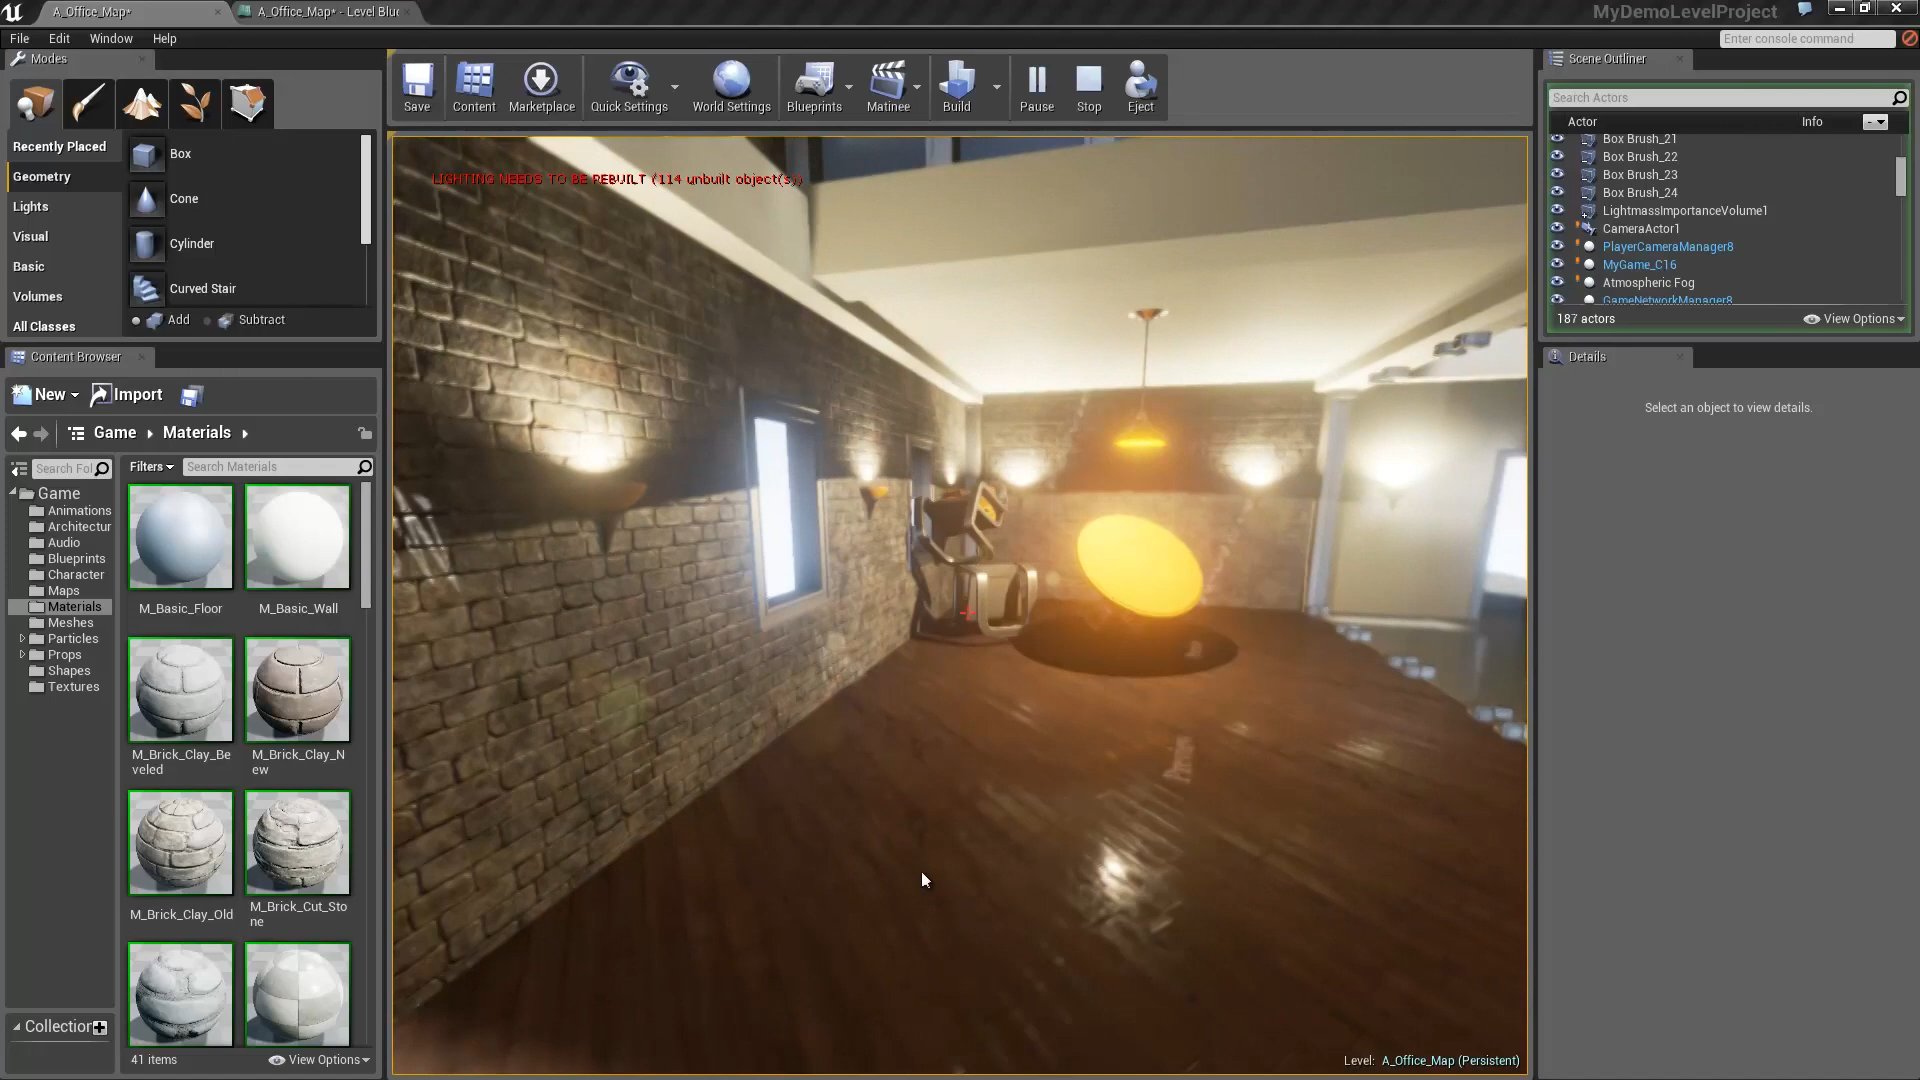 A_Office_Map*
A_Office_Map* - Level Blu
MyDemoLevelProject
File Edit Window Help
Enter console command
Modes
Recently Placed
Geometry
Lights
Visual
Basic
Volumes
All Classes
Box
Cone
Cylinder
Curved Stair
Add Subtract
Save
Content
Marketplace
Quick Settings
World Settings
Blueprints
Matinee
Build
Pause
Stop
Eject
LIGHTING NEEDS TO BE REBUILT (114 unbuilt object(s))
Level: A_Office_Map (Persistent)
Scene Outliner
Search Actors
Actor Info
Box Brush_21
Box Brush_22
Box Brush_23
Box Brush_24
LightmassImportanceVolume1
CameraActor1
PlayerCameraManager8
MyGame_C16
Atmospheric Fog
GameNetworkManager8
187 actors View Options
Details
Select an object to view details.
Content Browser
New Import
Game Materials
Search Fol
Filters Search Materials
Game
Animations
Architectur
Audio
Blueprints
Character
Maps
Materials
Meshes
Particles
Props
Shapes
Textures
Collection
M_Basic_Floor
M_Basic_Wall
M_Brick_Clay_Be
veled
M_Brick_Clay_N
ew
M_Brick_Clay_Old
M_Brick_Cut_Sto
ne
41 items View Options